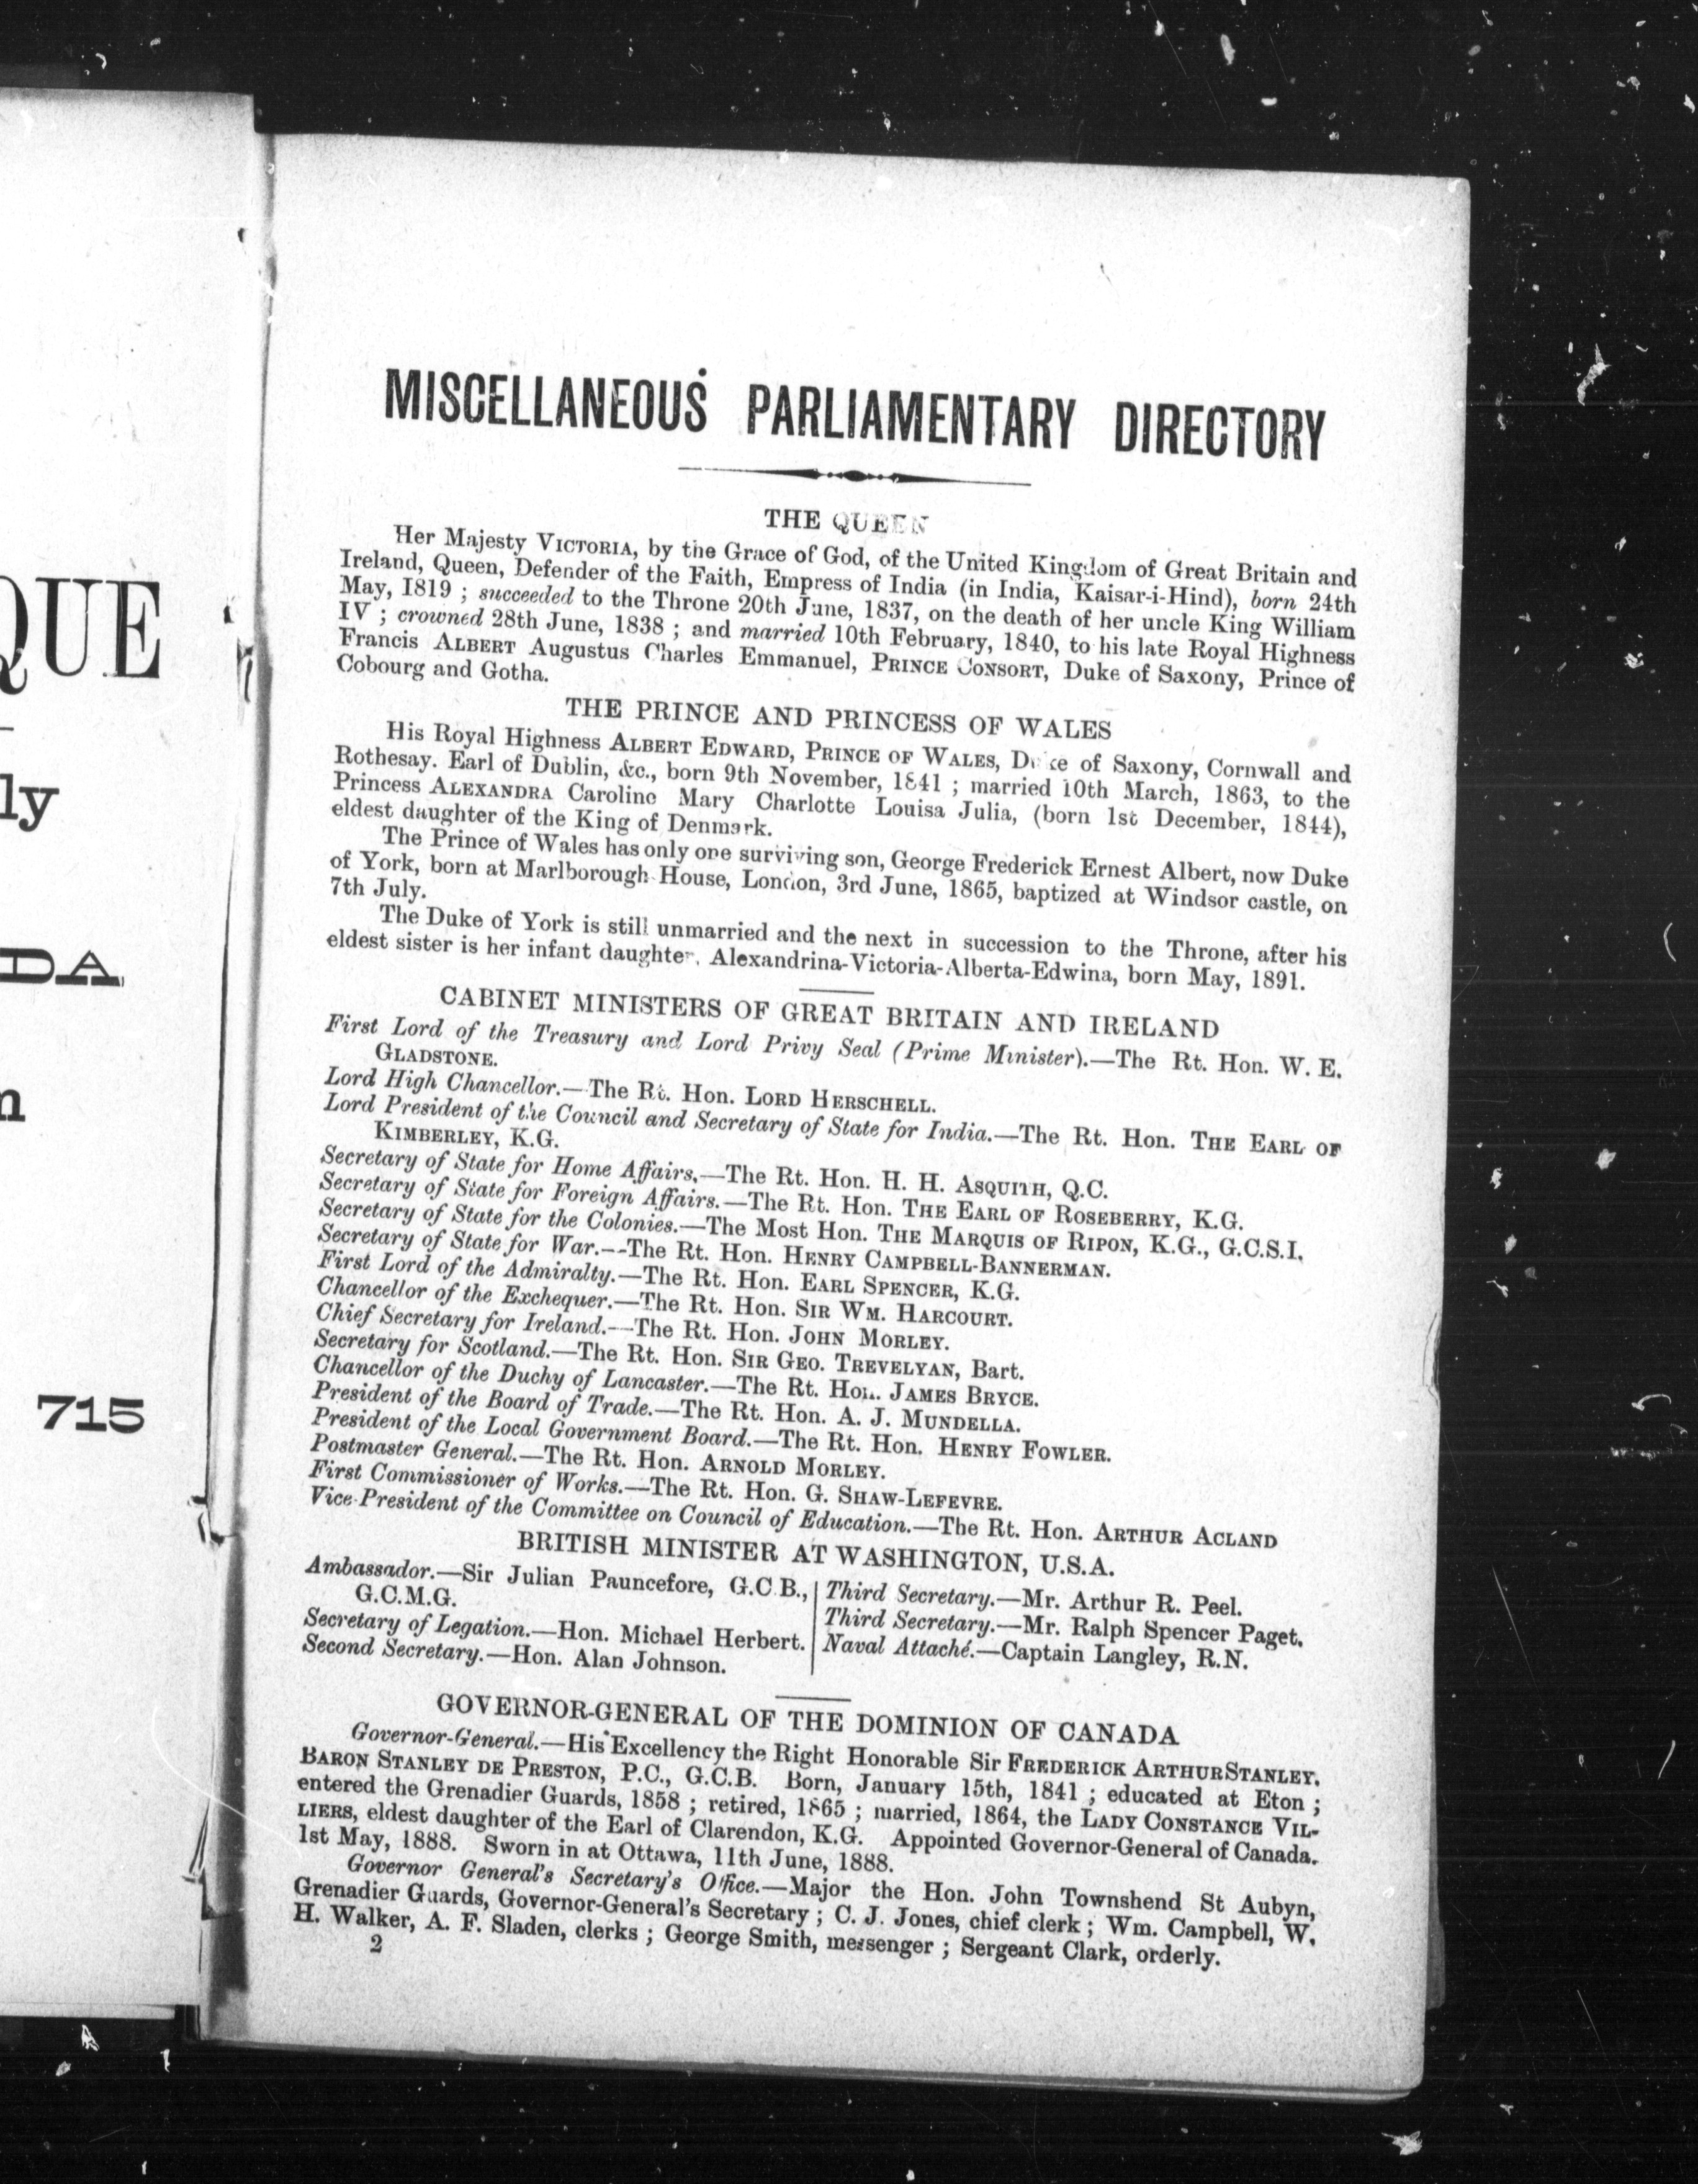 QUE
ly
DA
n
715
MISCELLANEOUS PARLIAMENTARY DIRECTORY
THE QUEEN
Her Majesty VICTORIA, by the Grace of God, of the United Kingdom of Great Britain and
Ireland, Queen, Defender of the Faith, Empress of India (in India, Kaisar-i-Hind), born 24th
May, 1819 ; succeeded to the Throne 20th June, 1837, on the death of her uncle King William
IV ; crowned 28th June, 1838 ; and married 10th February, 1840, to his late Royal Highness
Francis ALBERT Augustus Charles Emmanuel, PRINCE CONSORT, Duke of Saxony, Prince of
Cobourg and Gotha.
THE PRINCE AND PRINCESS OF WALES
His Royal Highness ALBERT EDWARD, PRINCE OF WALES, Duke of Saxony, Cornwall and
Rothesay. Earl of Dublin, &c., born 9th November, 1841 ; married 10th March, 1863, to the
Princess ALEXANDRA Caroline Mary Charlotte Louisa Julia, (born 1st December, 1844),
eldest daughter of the King of Denmark.
The Prince of Wales has only one surviving son, George Frederick Ernest Albert, now Duke
of York, born at Marlborough House, London, 3rd June, 1865, baptized at Windsor castle, on
7th July.
The Duke of York is still unmarried and the next in succession to the Throne, after his
eldest sister is her infant daughter, Alexandrina-Victoria-Alberta-Edwina, born May, 1891.
CABINET MINISTERS OF GREAT BRITAIN AND IRELAND
First Lord of the Treasury and Lord Privy Seal (Prime Minister).—The Rt. Hon. W. E.
GLADSTONE.
Lord High Chancellor.—The Rt. Hon. LORD HERSCHELL.
Lord President of the Council and Secretary of State for India.—The Rt. Hon. THE EARL OF
KIMBERLEY, K.G.
Secretary of State for Home Affairs.—The Rt. Hon. H. H. ASQUITH, Q.C.
Secretary of State for Foreign Affairs.—The Rt. Hon. THE EARL OF ROSEBERRY, K.G.
Secretary of State for the Colonies.—The Most Hon. THE MARQUIS OF RIPON, K.G., G.C.S.I.
Secretary of State for War.—The Rt. Hon. HENRY CAMPBELL-BANNERMAN.
First Lord of the Admiralty.—The Rt. Hon. EARL SPENCER, K.G.
Chancellor of the Exchequer.—The Rt. Hon. SIR WM. HARCOURT.
Chief Secretary for Ireland.—The Rt. Hon. JOHN MORLEY.
Secretary for Scotland.—The Rt. Hon. SIR GEO. TREVELYAN, Bart.
Chancellor of the Duchy of Lancaster.—The Rt. Hon. JAMES BRYCE.
President of the Board of Trade.—The Rt. Hon. A. J. MUNDELLA.
President of the Local Government Board.—The Rt. Hon. HENRY FOWLER.
Postmaster General.—The Rt. Hon. ARNOLD MORLEY.
First Commissioner of Works.—The Rt. Hon. G. SHAW-LEFEVRE.
Vice-President of the Committee on Council of Education.—The Rt. Hon. ARTHUR ACLAND
BRITISH MINISTER AT WASHINGTON, U.S.A.
Ambassador.—Sir Julian Pauncefore, G.C.B.,
G.C.M.G.
Secretary of Legation.—Hon. Michael Herbert.
Second Secretary.—Hon. Alan Johnson.
Third Secretary.—Mr. Arthur R. Peel.
Third Secretary.—Mr. Ralph Spencer Paget.
Naval Attaché.—Captain Langley, R.N.
GOVERNOR-GENERAL OF THE DOMINION OF CANADA
Governor-General.—His Excellency the Right Honorable Sir FREDERICK ARTHUR STANLEY.
BARON STANLEY DE PRESTON, P.C., G.C.B. Born, January 15th, 1841 ; educated at Eton ;
entered the Grenadier Guards, 1858 ; retired, 1865 ; married, 1864, the LADY CONSTANCE VIL-
LIERS, eldest daughter of the Earl of Clarendon, K.G. Appointed Governor-General of Canada.
1st May, 1888. Sworn in at Ottawa, 11th June, 1888.
Governor General's Secretary's Office.—Major the Hon. John Townshend St Aubyn,
Grenadier Guards, Governor-General's Secretary ; C. J. Jones, chief clerk ; Wm. Campbell, W.
H. Walker, A. F. Sladen, clerks ; George Smith, messenger ; Sergeant Clark, orderly.
2